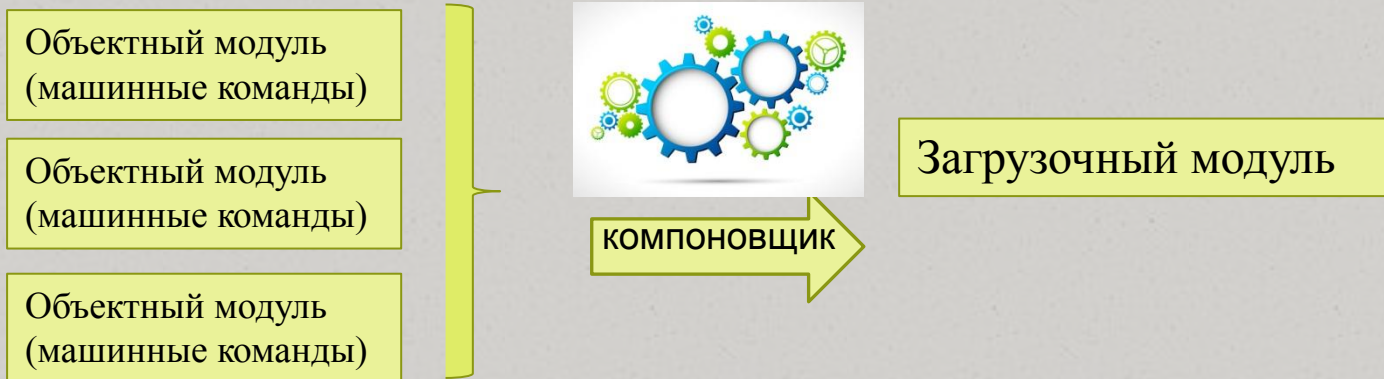 Объектный модуль
(машинные команды)
Объектный модуль
(машинные команды)
Объектный модуль
(машинные команды)
компоновщик
Загрузочный модуль